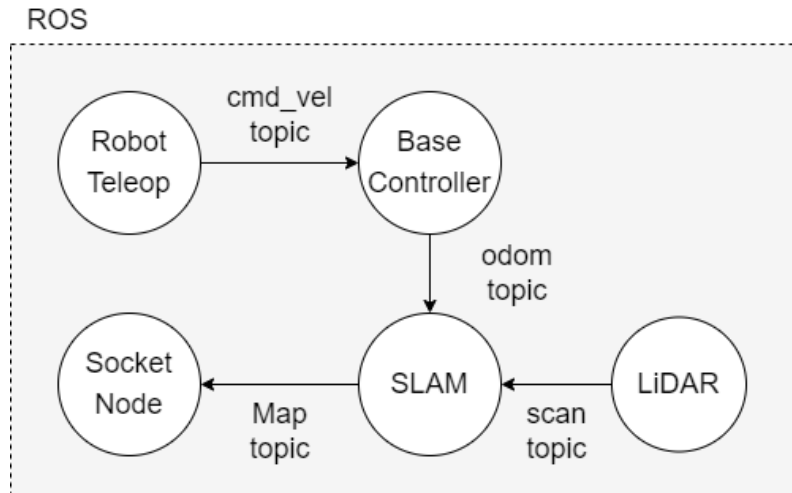 ROS
Robot
Teleop
cmd_vel
topic
Base
Controller
odom
topic
Socket
Node
Map
topic
SLAM
scan
topic
LiDAR